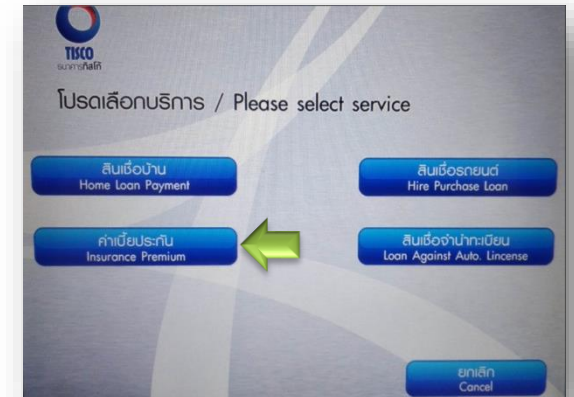 TISCO
ธนาคารทิสโก้
โปรดเลือกบริการ / Please select service
สินเชื่อบ้าน
Home Loan Payment
สินเชื่อรถยนต์
Hire Purchase Loan
ค่าเบี้ยประกัน
Insurance Premium
สินเชื่อจำนำทะเบียน
Loan Against Auto. Lincense
ยกเลิก
Cancel